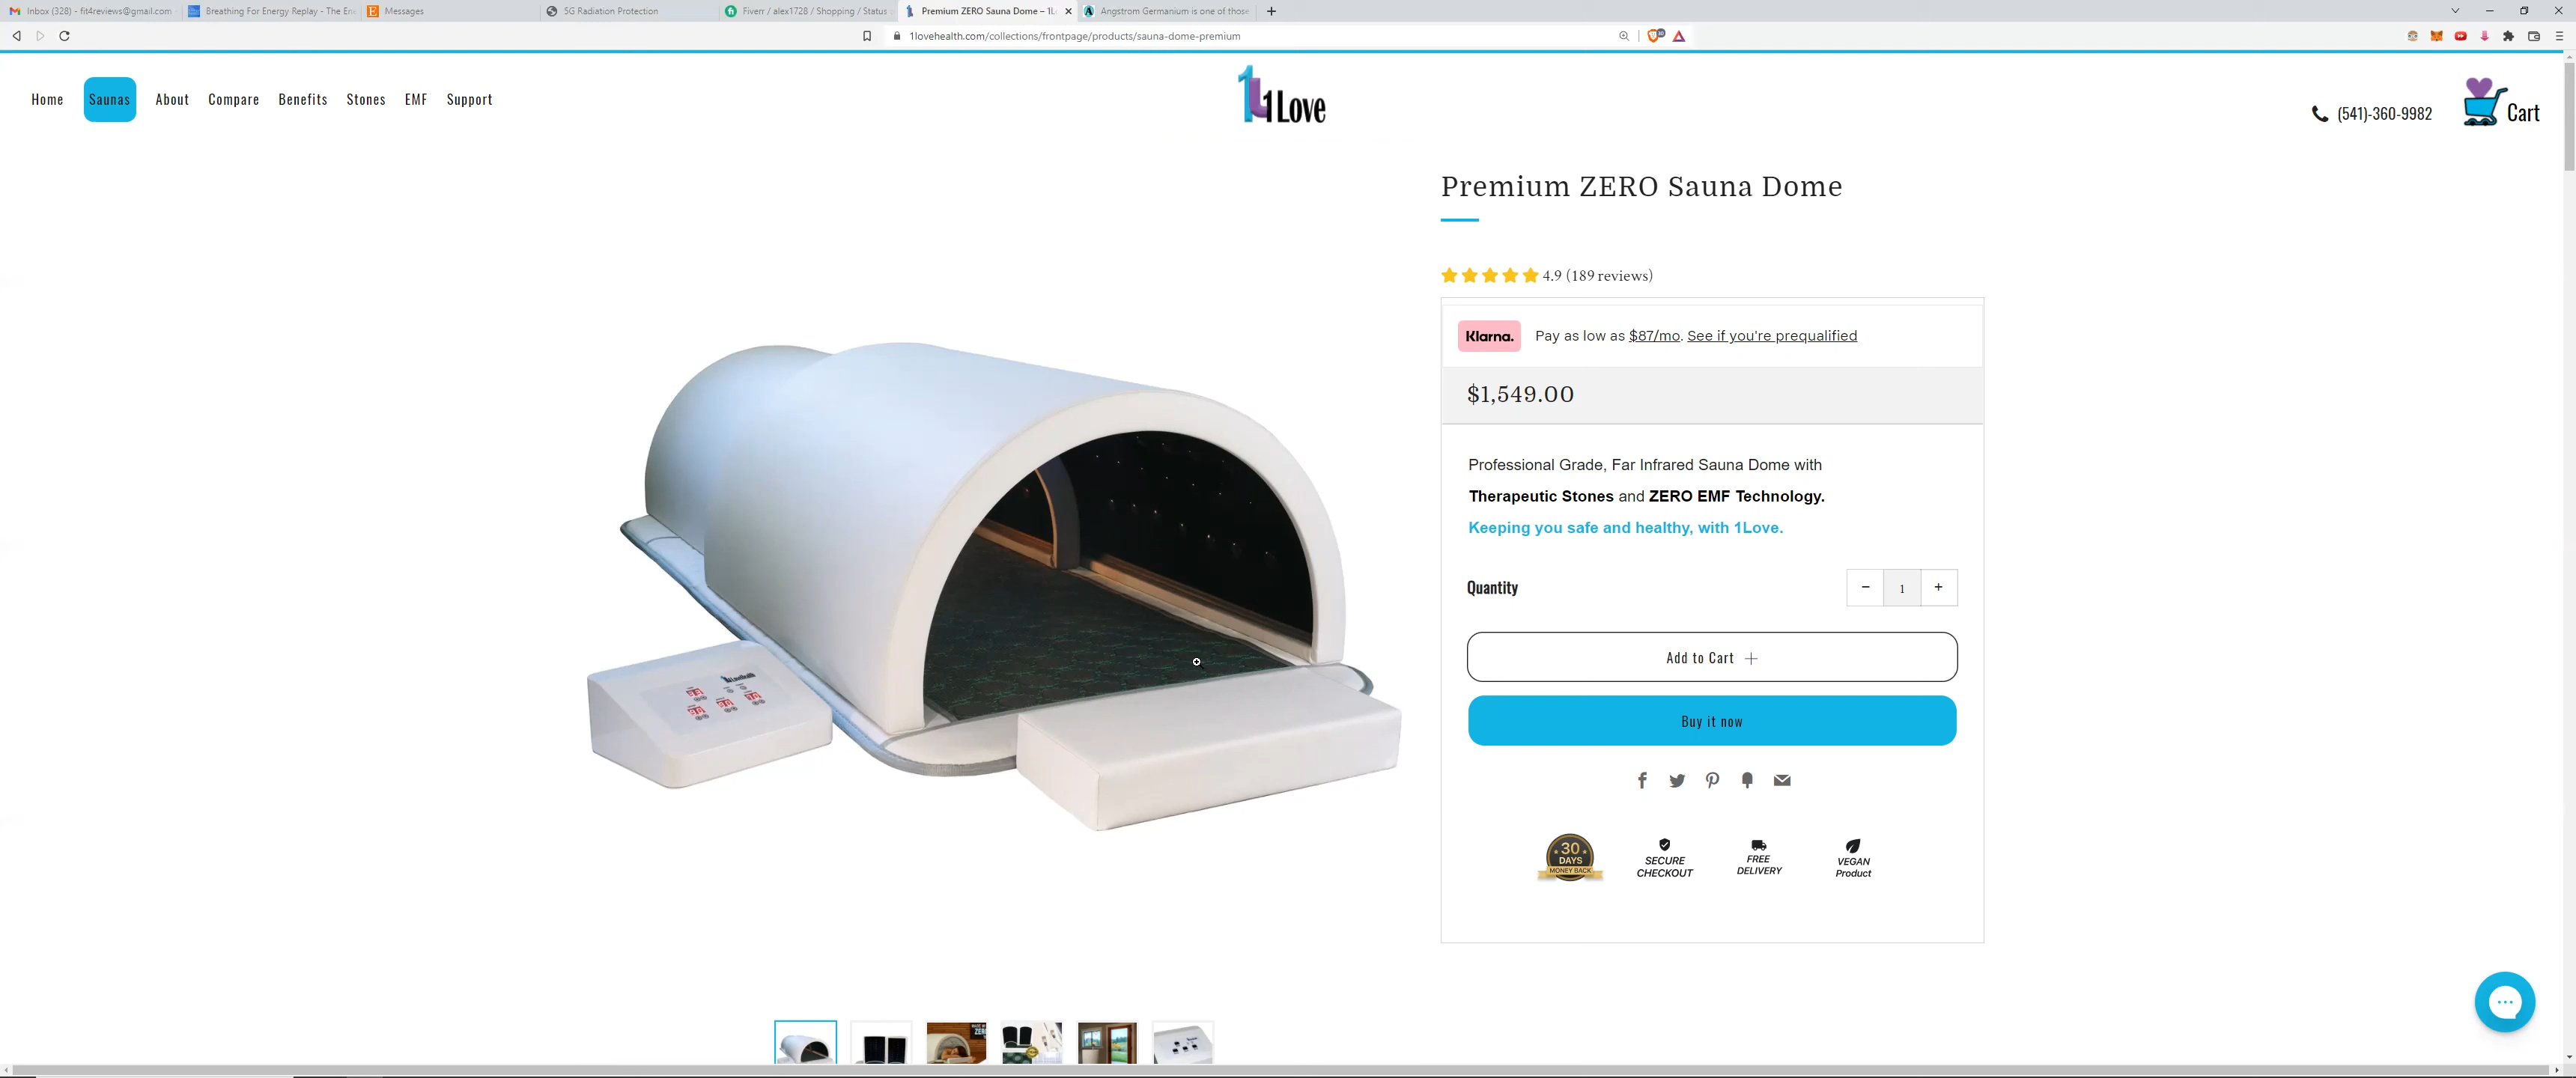 Inbox (328) - fit4reviews@gmail.com
Breathing For Energy Replay - The En
Messages
5G Radiation Protection
Fiverr / alex1728 / Shopping / Status
Premium ZERO Sauna Dome – 1L
Angstrom Germanium is one of those
1lovehealth.com/collections/frontpage/products/sauna-dome-premium
Home
Saunas
About
Compare
Benefits
Stones
EMF
Support
1Love
(541)-360-9982
Cart
Premium ZERO Sauna Dome
4.9 (189 reviews)
Klarna.
Pay as low as $87/mo. See if you're prequalified
$1,549.00
Professional Grade, Far Infrared Sauna Dome with
Therapeutic Stones and ZERO EMF Technology.
Keeping you safe and healthy, with 1Love.
Quantity
− 1 +
Add to Cart +
Buy it now
30
DAYS
MONEY BACK
SECURE
CHECKOUT
FREE
DELIVERY
VEGAN
Product